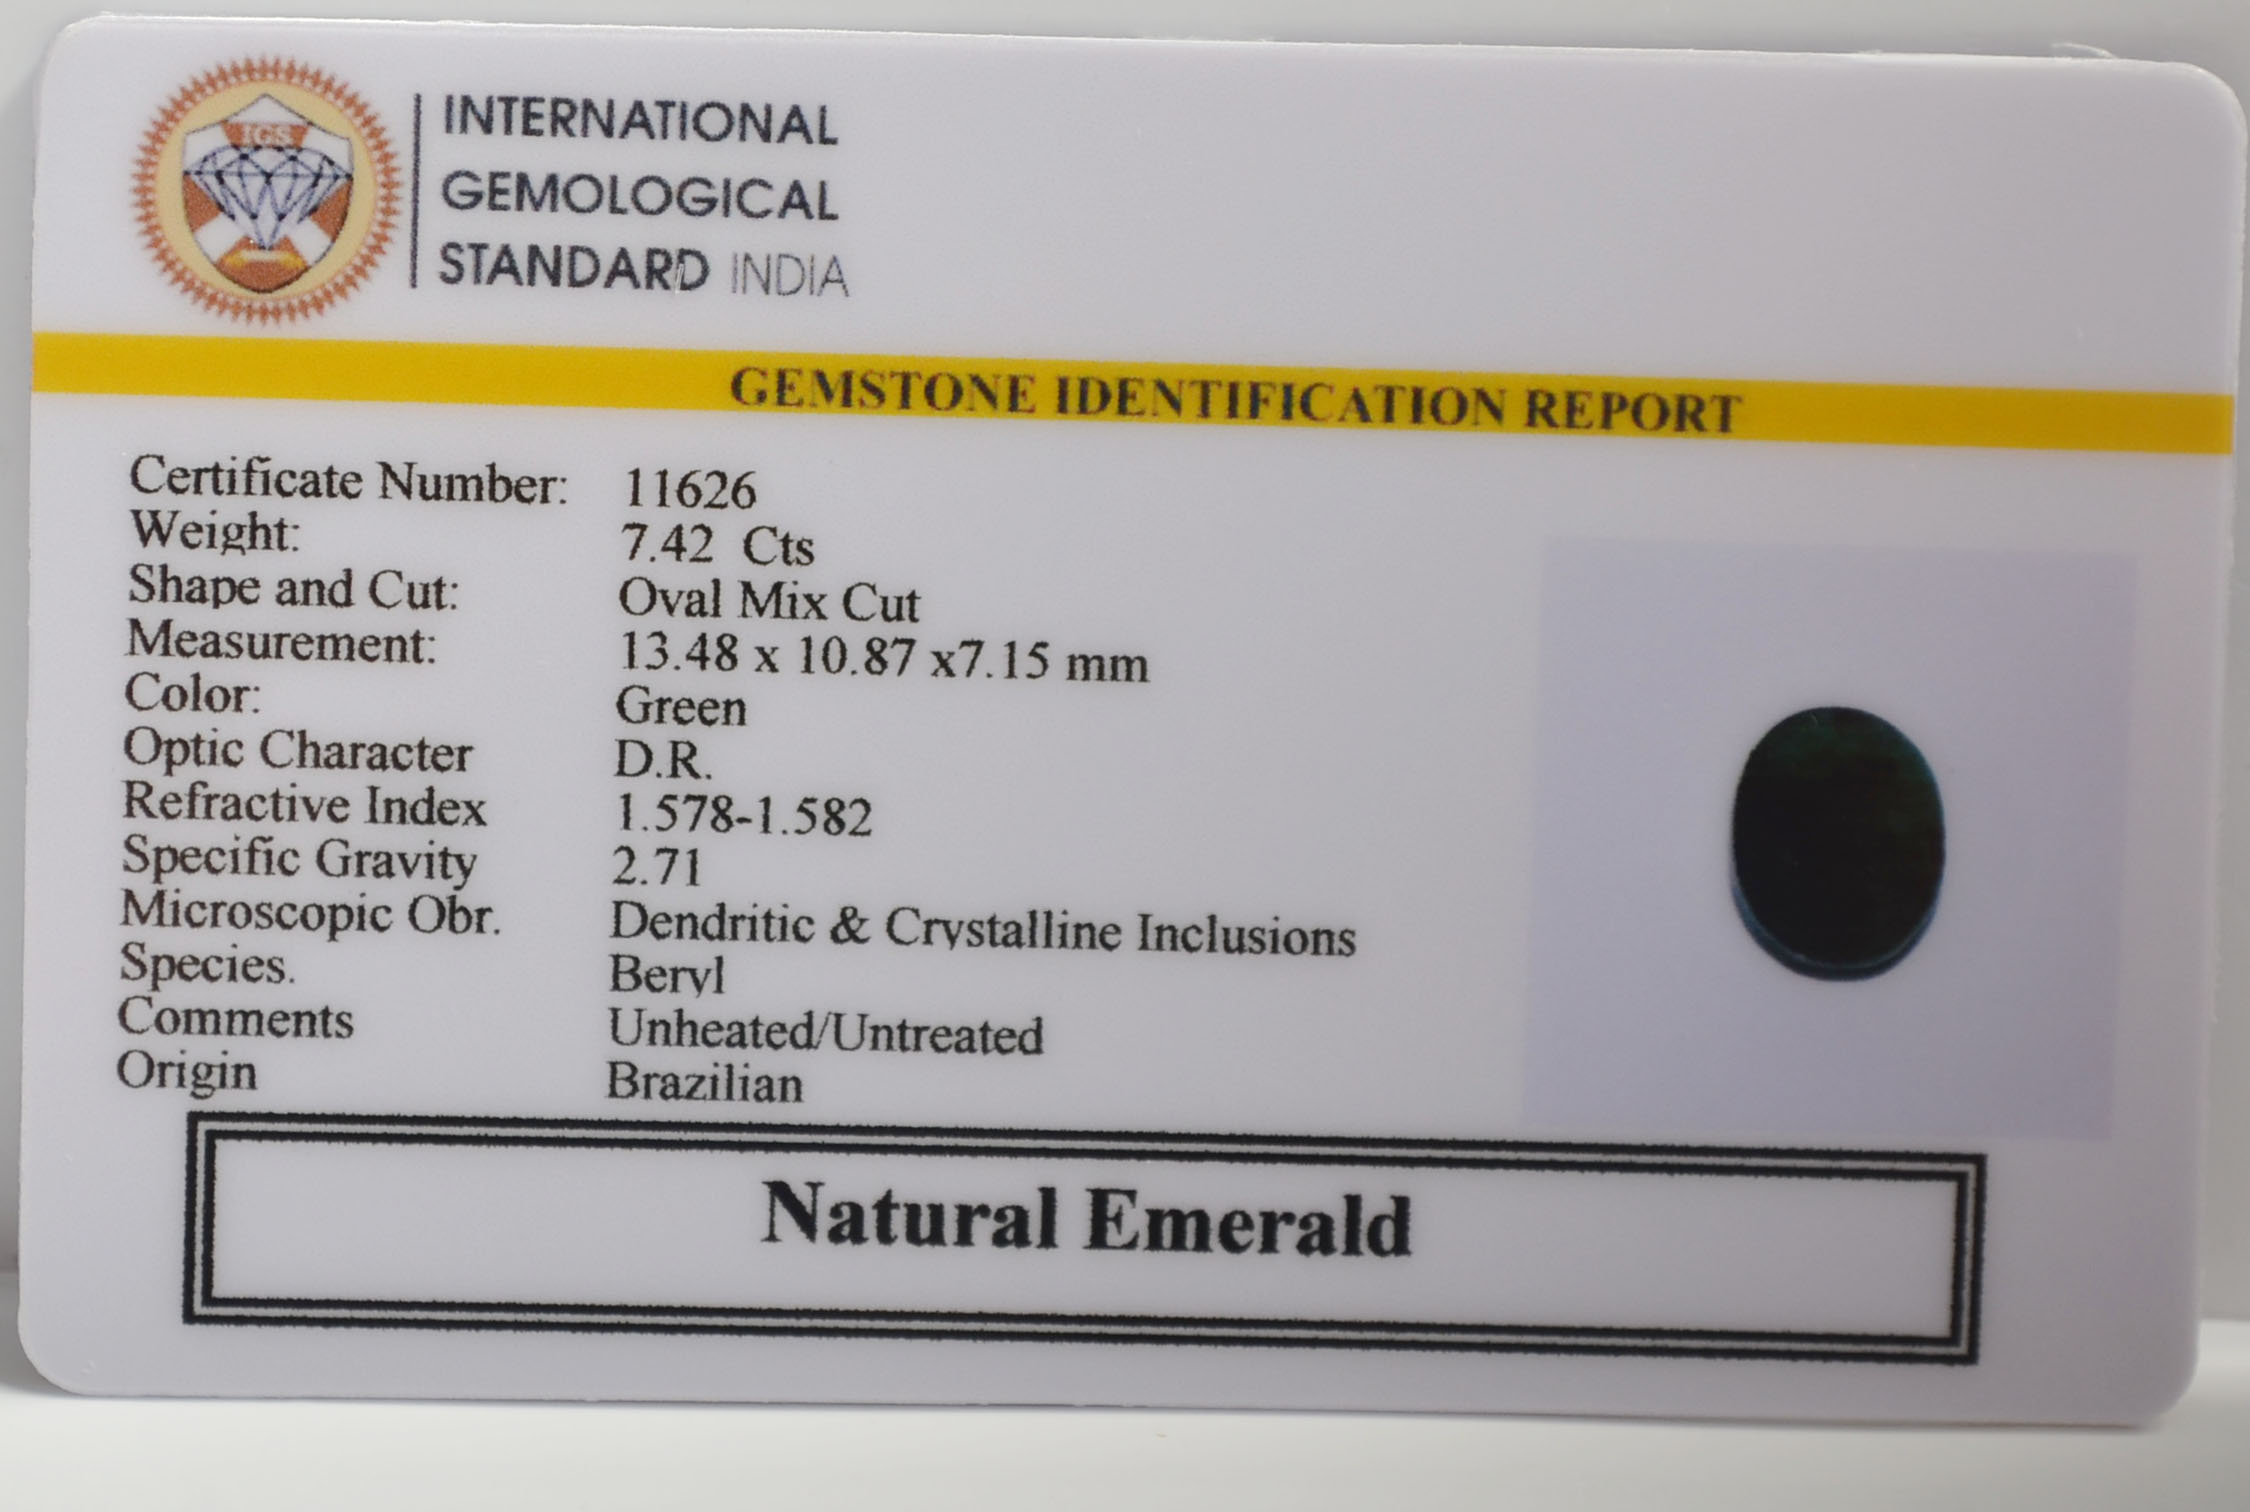 IGS
INTERNATIONAL
GEMOLOGICAL
STANDARD INDIA
GEMSTONE IDENTIFICATION REPORT
Certificate Number: 11626
Weight: 7.42 Cts
Shape and Cut: Oval Mix Cut
Measurement: 13.48 x 10.87 x7.15 mm
Color: Green
Optic Character D.R.
Refractive Index 1.578-1.582
Specific Gravity 2.71
Microscopic Obr. Dendritic & Crystalline Inclusions
Species. Beryl
Comments Unheated/Untreated
Origin Brazilian
Natural Emerald